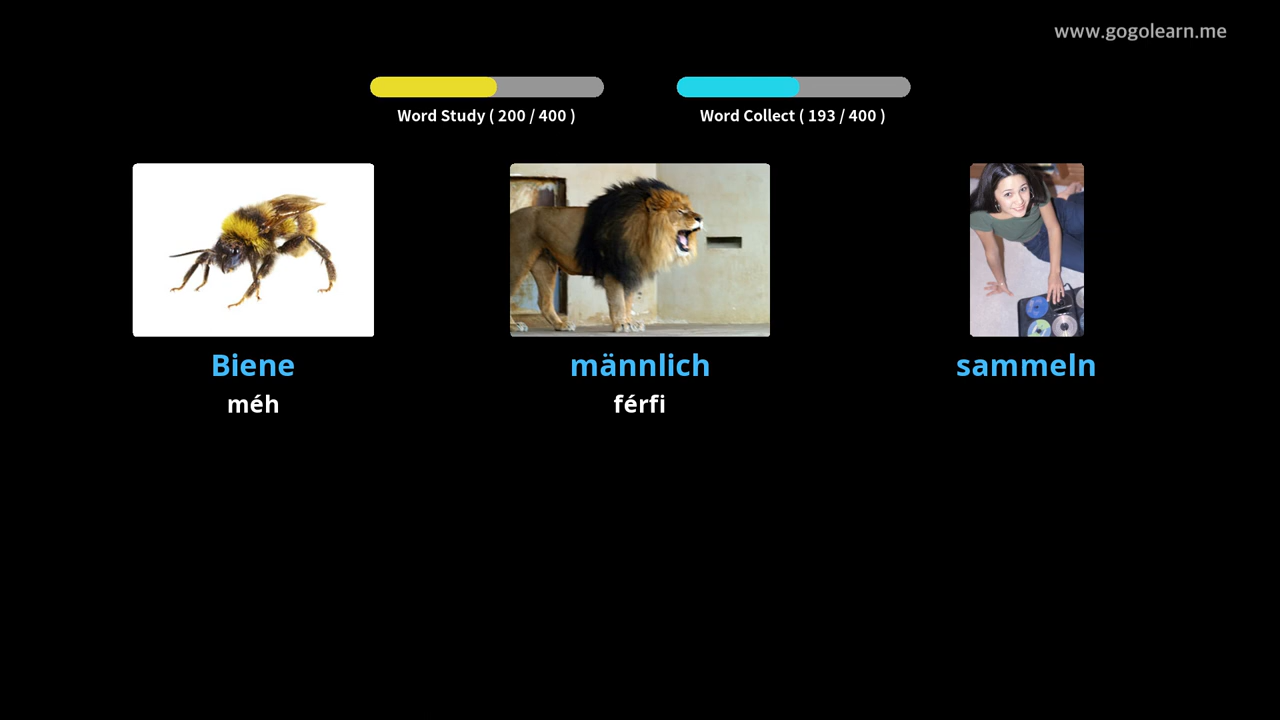 www.gogolearn.me
Word Study ( 200 / 400 )
Word Collect ( 193 / 400 )
Biene
méh
männlich
férfi
sammeln